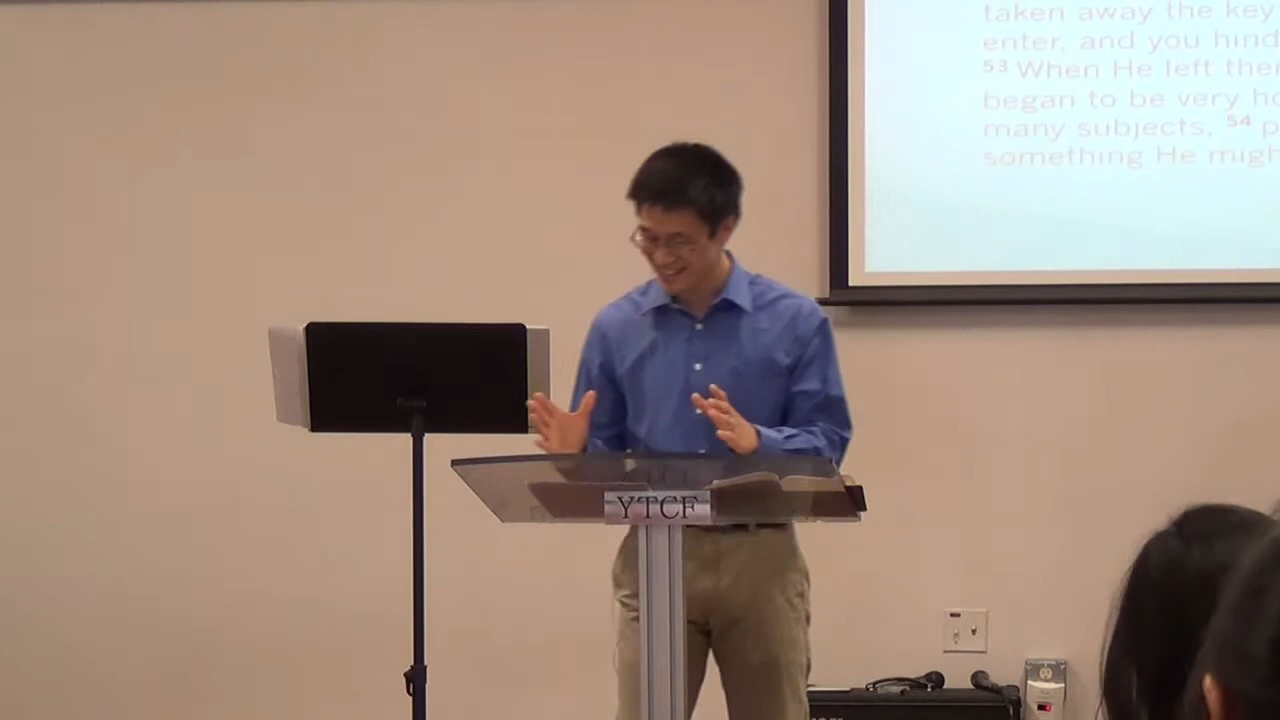 taken away the key
enter, and you hind
53 When He left the
began to be very ho
many subjects, 54 p
something He migh
YTCF